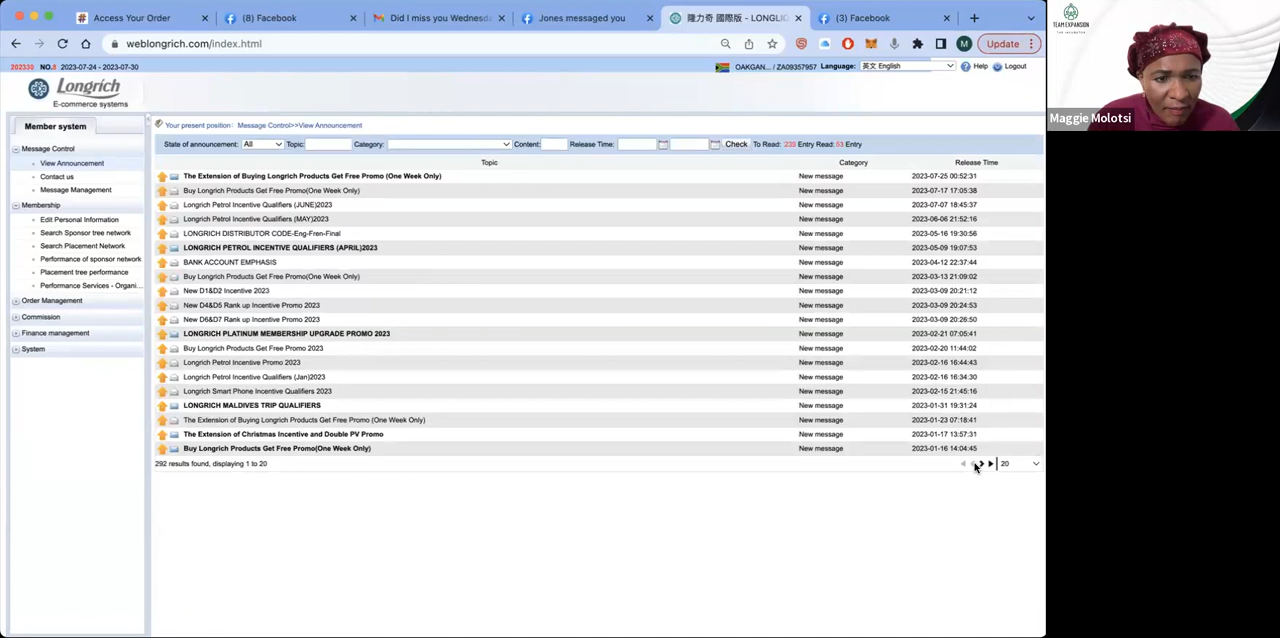 Access Your Order
(8) Facebook
Did I miss you Wednesda
Jones messaged you
隆力奇 國際版 - LONGLI
(3) Facebook
weblongrich.com/index.html
M
Update
202330 NO.8 2023-07-24 - 2023-07-30
OAKGAN... / ZA09357957 Language: 英文 English Help Logout
Longrich
E-commerce systems
Member system
Message Control
View Announcement
Contact us
Message Management
Membership
Edit Personal Information
Search Sponsor tree network
Search Placement Network
Performance of sponsor network
Placement tree performance
Performance Services - Organi...
Order Management
Commission
Finance management
System
Your present position: Message Control>>View Announcement
State of announcement: All Topic: Category: Content: Release Time: Check To Read: 239 Entry Read: 53 Entry
Topic Category Release Time
The Extension of Buying Longrich Products Get Free Promo (One Week Only) New message 2023-07-25 00:52:31
Buy Longrich Products Get Free Promo(One Week Only) New message 2023-07-17 17:05:38
Longrich Petrol Incentive Qualifiers (JUNE)2023 New message 2023-07-07 18:45:37
Longrich Petrol Incentive Qualifiers (MAY)2023 New message 2023-06-06 21:52:16
LONGRICH DISTRIBUTOR CODE-Eng-Fren-Final New message 2023-05-16 19:30:56
LONGRICH PETROL INCENTIVE QUALIFIERS (APRIL)2023 New message 2023-05-09 19:07:53
BANK ACCOUNT EMPHASIS New message 2023-04-12 22:37:44
Buy Longrich Products Get Free Promo(One Week Only) New message 2023-03-13 21:09:02
New D1&D2 Incentive 2023 New message 2023-03-09 20:21:12
New D4&D5 Rank up Incentive Promo 2023 New message 2023-03-09 20:24:53
New D6&D7 Rank up Incentive Promo 2023 New message 2023-03-09 20:26:50
LONGRICH PLATINUM MEMBERSHIP UPGRADE PROMO 2023 New message 2023-02-21 07:05:41
Buy Longrich Products Get Free Promo 2023 New message 2023-02-20 11:44:02
Longrich Petrol Incentive Promo 2023 New message 2023-02-16 16:44:43
Longrich Petrol Incentive Qualifiers (Jan)2023 New message 2023-02-16 16:34:30
Longrich Smart Phone Incentive Qualifiers 2023 New message 2023-02-15 21:45:16
LONGRICH MALDIVES TRIP QUALIFIERS New message 2023-01-31 19:31:24
The Extension of Buying Longrich Products Get Free Promo (One Week Only) New message 2023-01-23 07:18:41
The Extension of Christmas Incentive and Double PV Promo New message 2023-01-17 13:57:31
Buy Longrich Products Get Free Promo(One Week Only) New message 2023-01-16 14:04:45
292 results found, displaying 1 to 20
20
TEAM EXPANSION
THE INCUBATOR
Maggie Molotsi